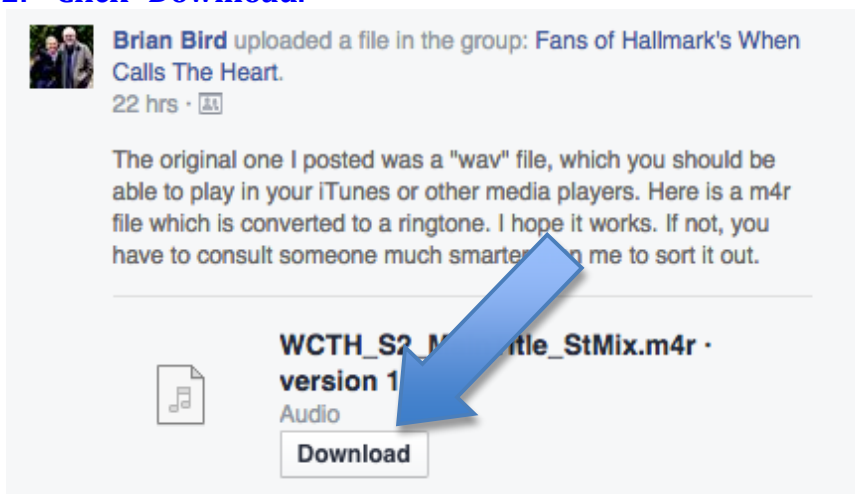 2. Click Download.
Brian Bird uploaded a file in the group: Fans of Hallmark's When
Calls The Heart.
22 hrs ·
The original one I posted was a "wav" file, which you should be
able to play in your iTunes or other media players. Here is a m4r
file which is converted to a ringtone. I hope it works. If not, you
have to consult someone much smarter me to sort it out.
WCTH_S2_ _StMix.m4r ·
version 1
Audio
Download